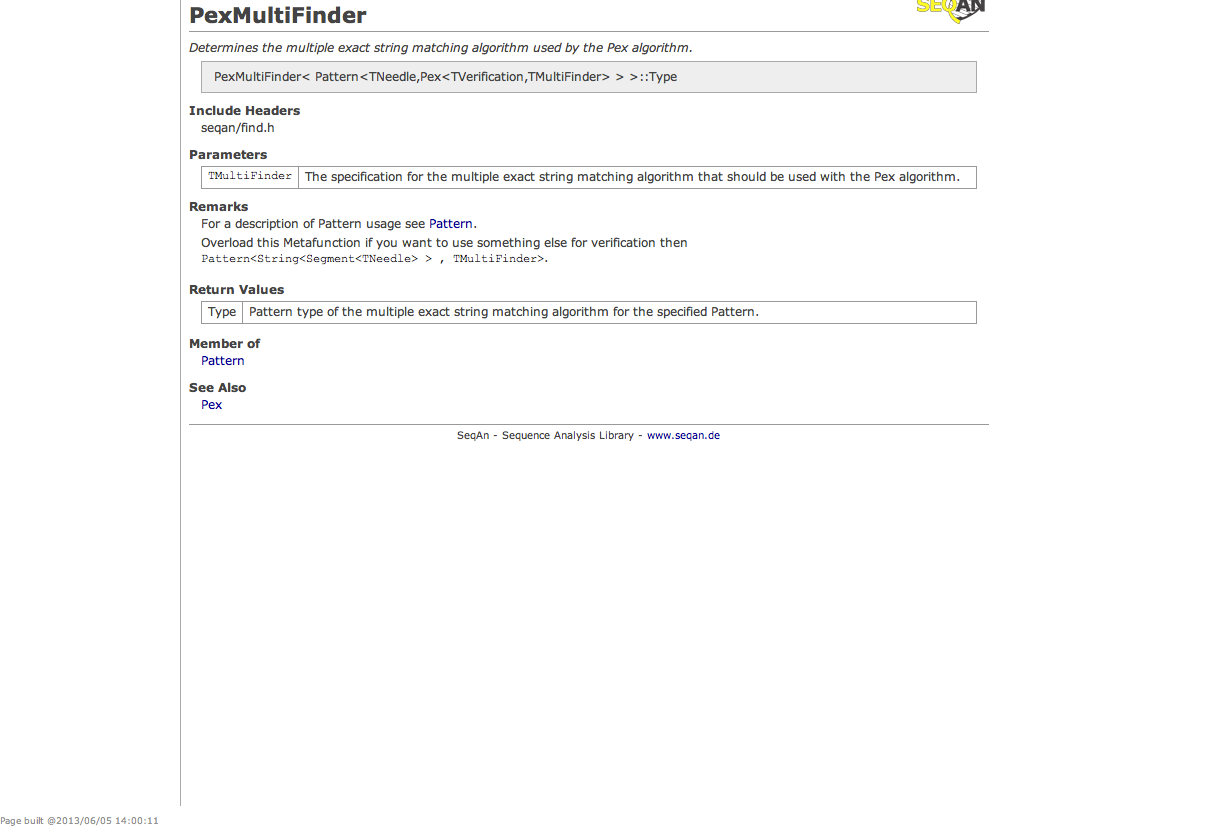 PexMultiFinder
SEQAN
Determines the multiple exact string matching algorithm used by the Pex algorithm.
PexMultiFinder< Pattern<TNeedle,Pex<TVerification,TMultiFinder> > >::Type
Include Headers
seqan/find.h
Parameters
TMultiFinder The specification for the multiple exact string matching algorithm that should be used with the Pex algorithm.
Remarks
For a description of Pattern usage see Pattern.
Overload this Metafunction if you want to use something else for verification then
Pattern<String<Segment<TNeedle> > , TMultiFinder>.
Return Values
Type Pattern type of the multiple exact string matching algorithm for the specified Pattern.
Member of
Pattern
See Also
Pex
SeqAn - Sequence Analysis Library - www.seqan.de
Page built @2013/06/05 14:00:11